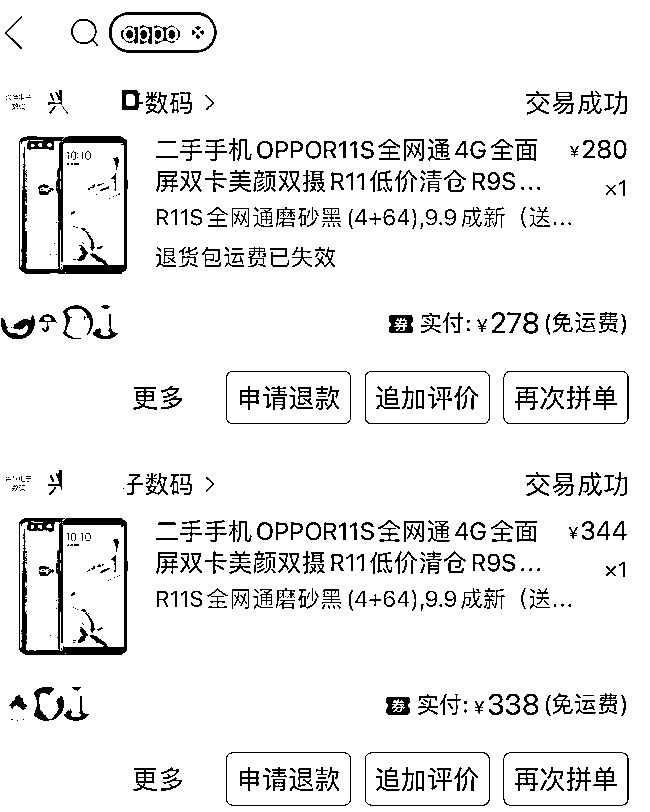 oppo
数码 >
交易成功
二手手机OPPOR11S全网通4G全面
¥280
屏双卡美颜双摄R11低价清仓R9S...
×1
R11S全网通磨砂黑(4+64),9.9成新（送...
退货包运费已失效
券 实付:¥278(免运费)
更多 申请退款 追加评价 再次拼单
子数码 >
交易成功
二手手机OPPOR11S全网通4G全面
¥344
屏双卡美颜双摄R11低价清仓R9S...
×1
R11S全网通磨砂黑(4+64),9.9成新（送...
券 实付:¥338(免运费)
更多 申请退款 追加评价 再次拼单